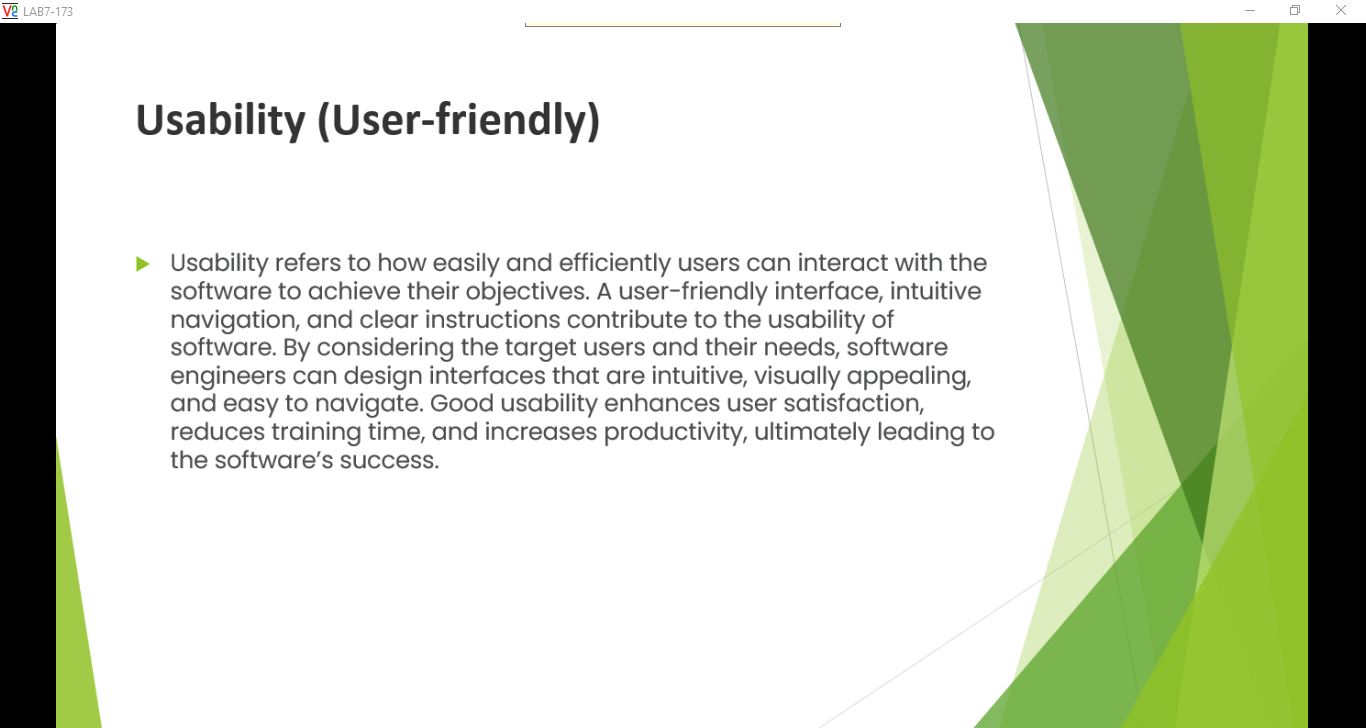 LAB7-173
Usability (User-friendly)
Usability refers to how easily and efficiently users can interact with the
software to achieve their objectives. A user-friendly interface, intuitive
navigation, and clear instructions contribute to the usability of
software. By considering the target users and their needs, software
engineers can design interfaces that are intuitive, visually appealing,
and easy to navigate. Good usability enhances user satisfaction,
reduces training time, and increases productivity, ultimately leading to
the software’s success.